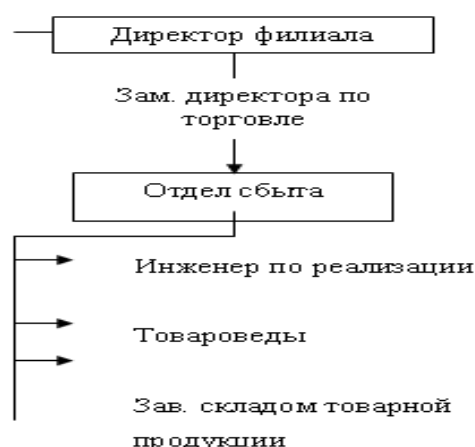 Директор филиала
Зам. директора по
торговле
Отдел сбыта
Инженер по реализации
Товароведы
Зав. складом товарной
продукции